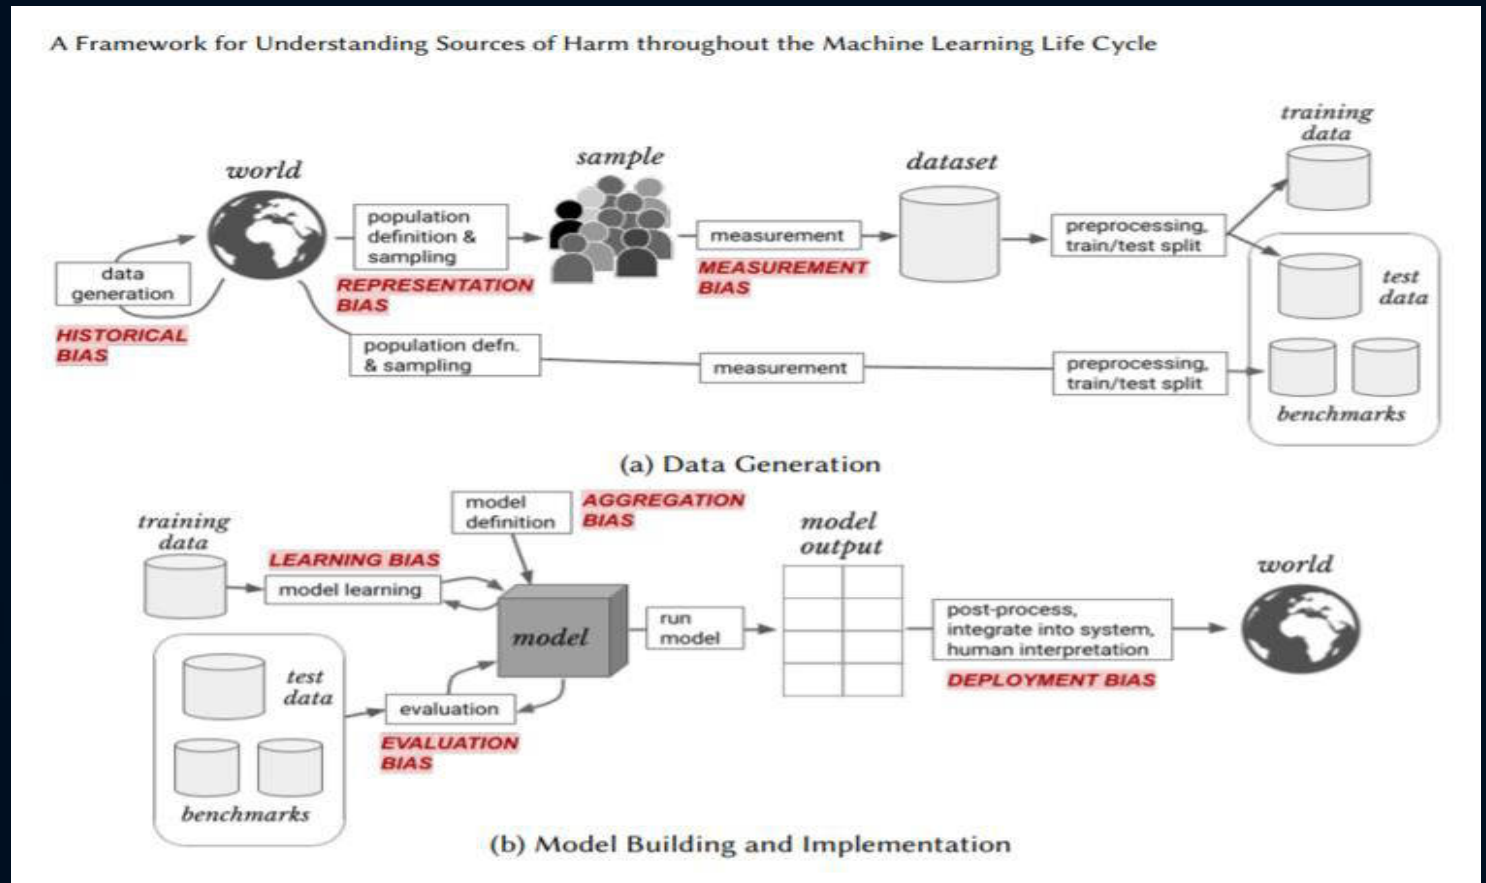 A Framework for Understanding Sources of Harm throughout the Machine Learning Life Cycle
training
data
world
sample
dataset
population
definition &
sampling
measurement
preprocessing,
train/test split
data
generation
REPRESENTATION
BIAS
MEASUREMENT
BIAS
test
data
HISTORICAL
BIAS
population defn.
& sampling
measurement
preprocessing,
train/test split
benchmarks
(a) Data Generation
training
data
model
definition
AGGREGATION
BIAS
model
output
LEARNING BIAS
model learning
world
model
run
model
post-process,
integrate into system,
human interpretation
DEPLOYMENT BIAS
test
data
evaluation
EVALUATION
BIAS
benchmarks
(b) Model Building and Implementation